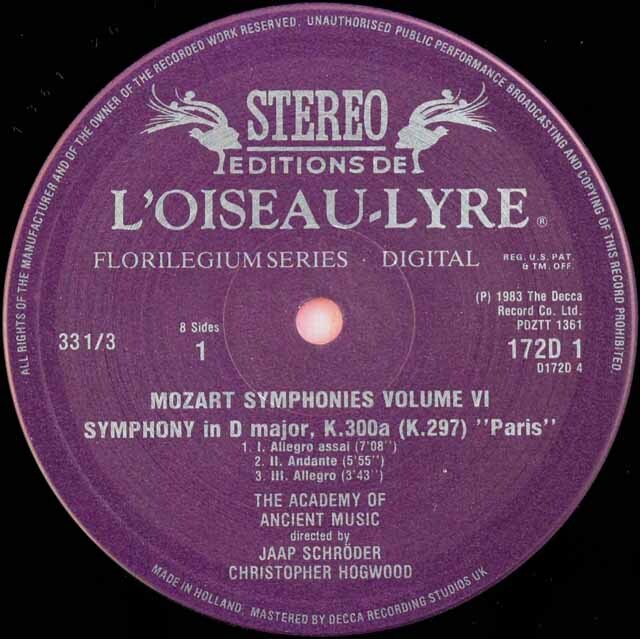 ALL RIGHTS OF THE MANUFACTURER AND OF THE OWNER OF THE RECORDED WORK RESERVED. UNAUTHORISED PUBLIC PERFORMANCE BROADCASTING AND COPYING OF THIS RECORD PROHIBITED.
STEREO
EDITIONS DE
L'OISEAU-LYRE ®
FLORILEGIUM SERIES · DIGITAL
REG. U.S. PAT.
& TM. OFF.
(P) 1983 The Decca
Record Co. Ltd.
PDZTT 1361
33 1/3
8 Sides
1
172D 1
D172D 4
MOZART SYMPHONIES VOLUME VI
SYMPHONY in D major, K.300a (K.297) ''Paris''
1. I. Allegro assai (7'08'')
2. II. Andante (5'55'')
3. III. Allegro (3'43'')
THE ACADEMY OF
ANCIENT MUSIC
directed by
JAAP SCHRÖDER
CHRISTOPHER HOGWOOD
MADE IN HOLLAND. MASTERED BY DECCA RECORDING STUDIOS UK